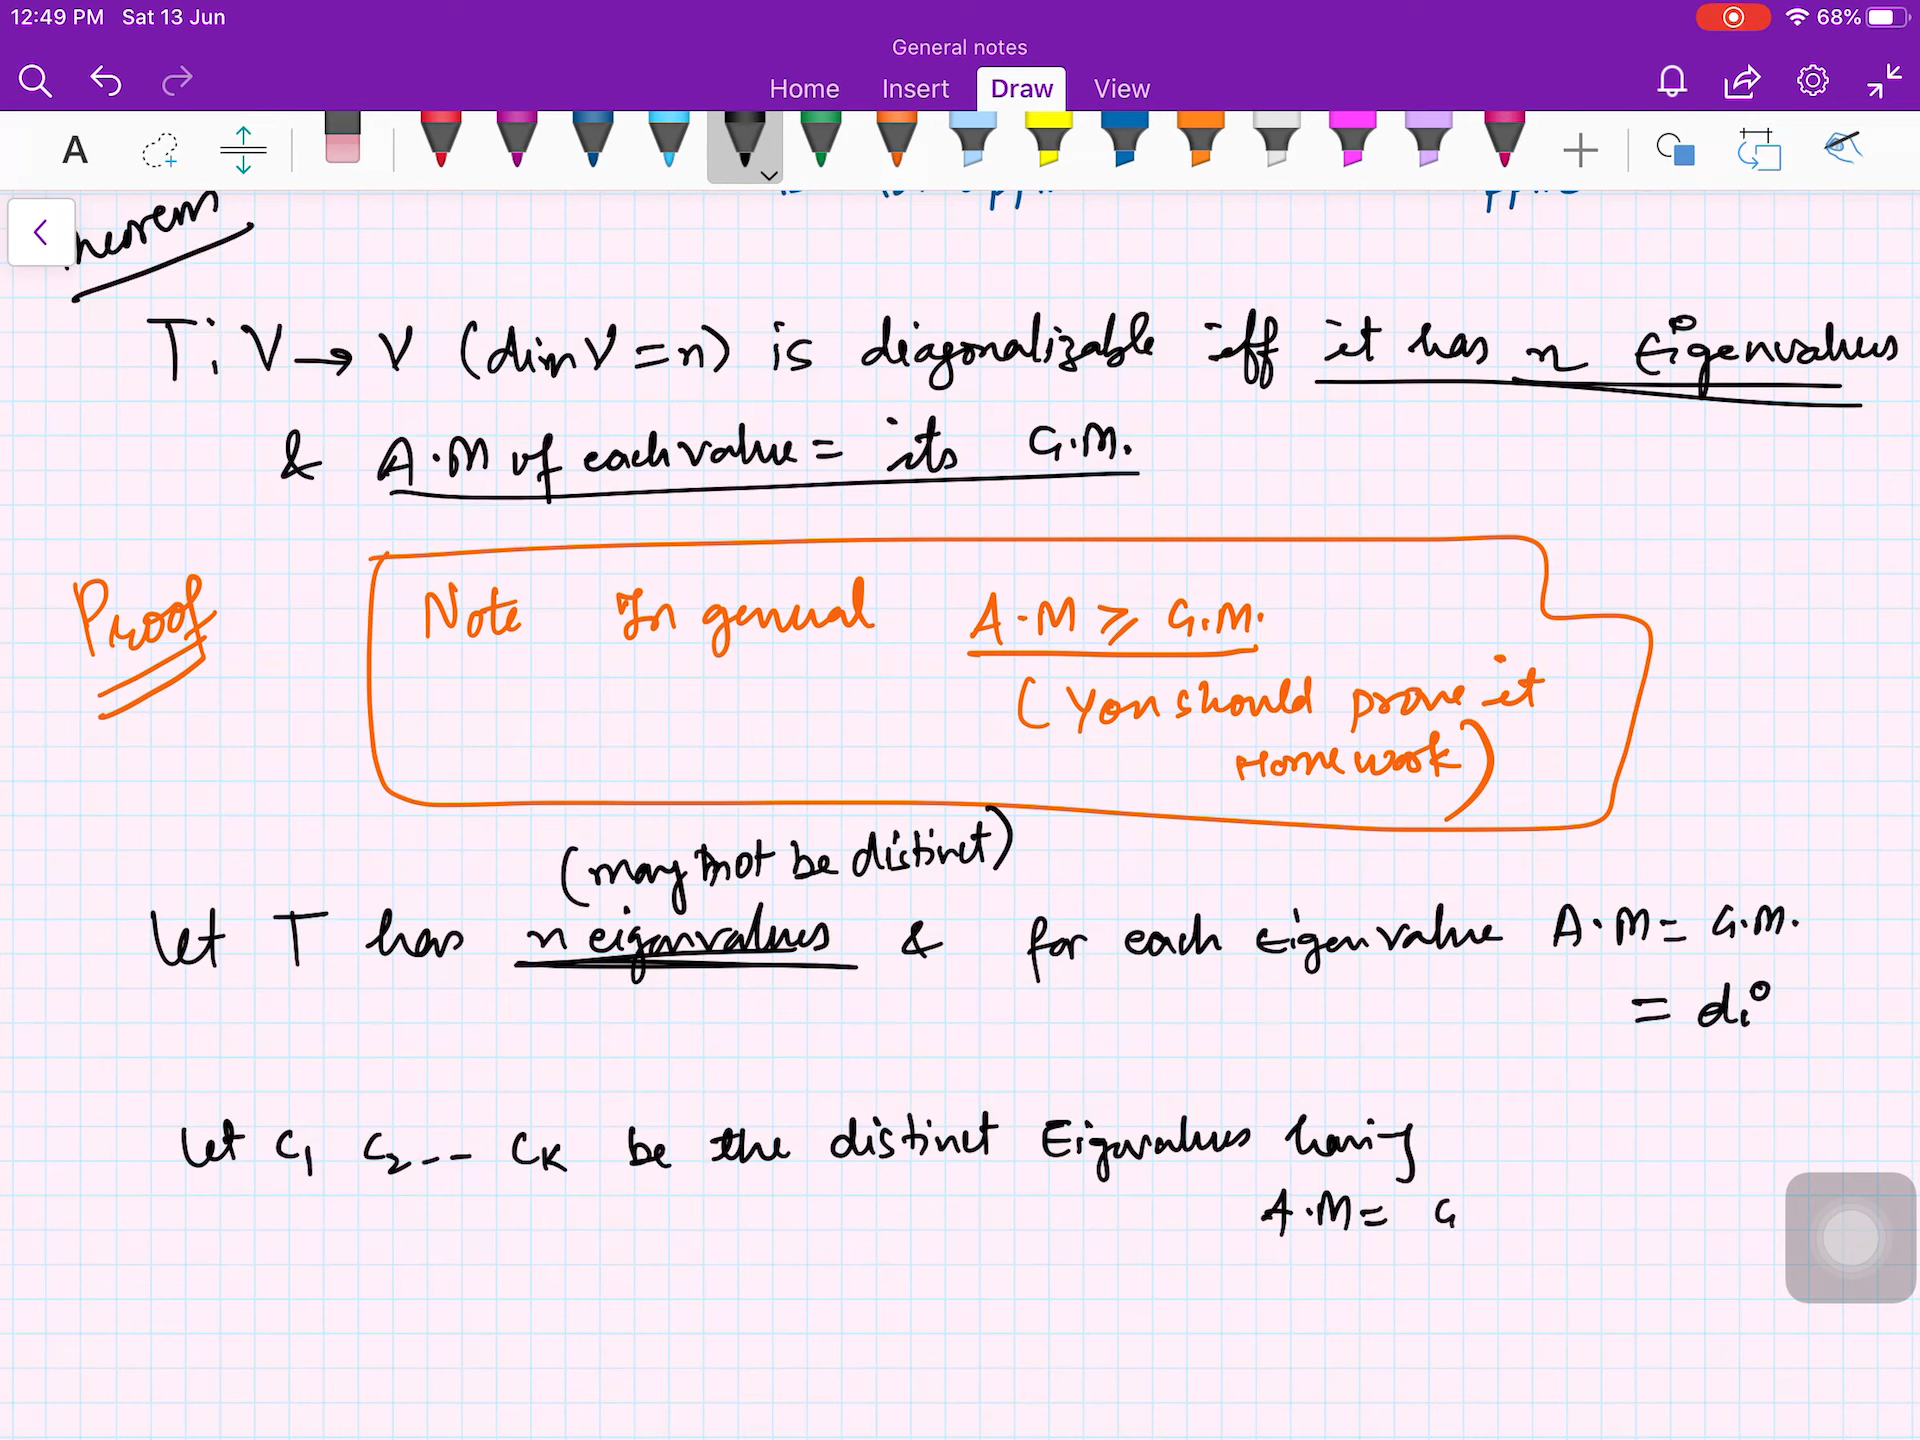 12:49 PM Sat 13 Jun
68%
General notes
Home Insert Draw View
A
heorem
T: V → V (dim V = n) is diagonalizable iff it has n Eigenvalues
& A.M of each value = its G.M.
Proof
Note In general A.M ⩾ G.M.
(You should prove it
Home work)
(may not be distinct)
Let T has n eigenvalues & for each Eigenvalue A.M = G.M.
= di
Let c1 c2 -- cK be the distinct Eigenvalues having
A.M = G